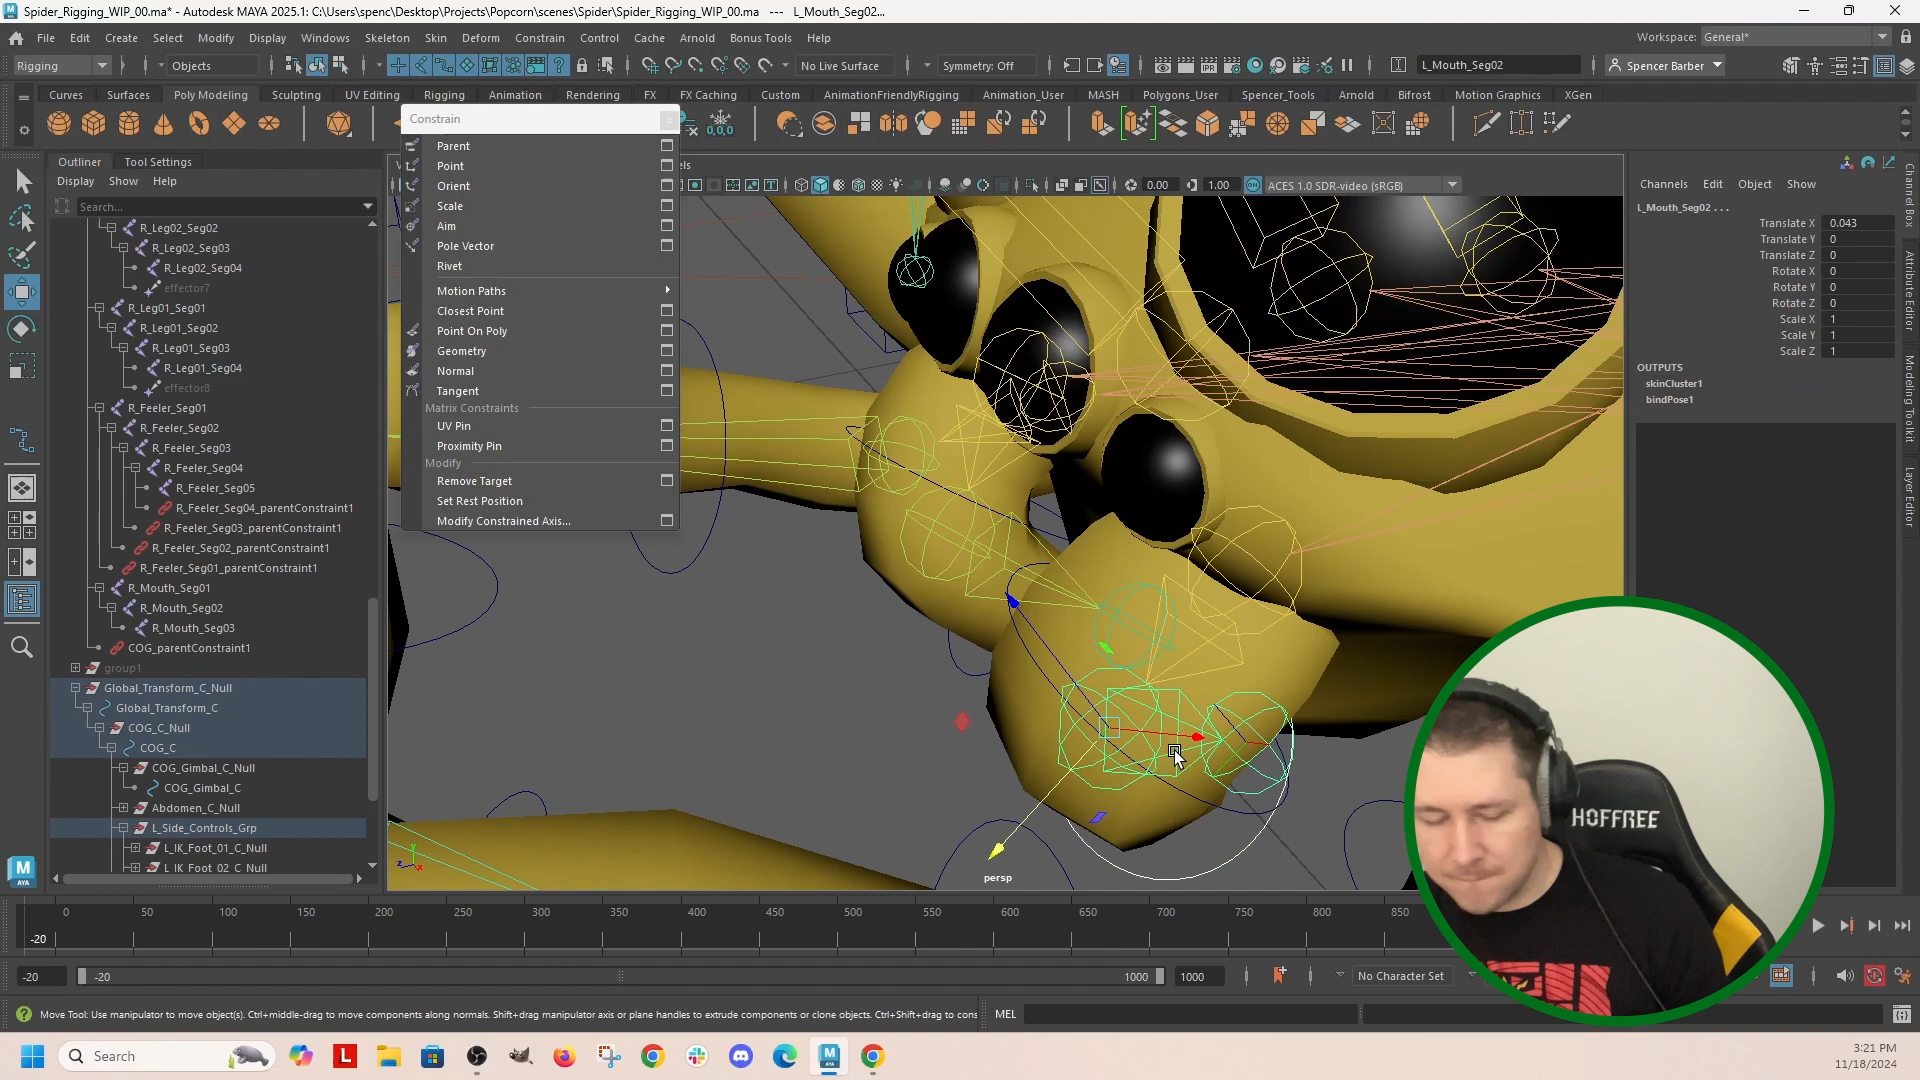 Spider_Rigging_WIP_00.ma* - Autodesk MAYA 2025.1: C:\Users\spenc\Desktop\Projects\Popcorn\scenes\Spider\Spider_Rigging_WIP_00.ma   ---   L_Mouth_Seg02...
File Edit Create Select Modify Display Windows Skeleton Skin Deform Constrain Control Cache Arnold Bonus Tools Help
Workspace: General*
Rigging
Objects
No Live Surface
Symmetry: Off
L_Mouth_Seg02
Spencer Barber
Curves Surfaces Poly Modeling Sculpting UV Editing Rigging Animation Rendering FX FX Caching Custom AnimationFriendlyRigging Animation_User MASH Polygons_User Spencer_Tools Arnold Bifrost Motion Graphics XGen
IPR
0,0,0
Outliner Tool Settings
Display Show Help
Search...
R_Leg02_Seg02
R_Leg02_Seg03
R_Leg02_Seg04
effector7
R_Leg01_Seg01
R_Leg01_Seg02
R_Leg01_Seg03
R_Leg01_Seg04
effector8
R_Feeler_Seg01
R_Feeler_Seg02
R_Feeler_Seg03
R_Feeler_Seg04
R_Feeler_Seg05
R_Feeler_Seg04_parentConstraint1
R_Feeler_Seg03_parentConstraint1
R_Feeler_Seg02_parentConstraint1
R_Feeler_Seg01_parentConstraint1
R_Mouth_Seg01
R_Mouth_Seg02
R_Mouth_Seg03
COG_parentConstraint1
group1
Global_Transform_C_Null
Global_Transform_C
COG_C_Null
COG_C
COG_Gimbal_C_Null
COG_Gimbal_C
Abdomen_C_Null
L_Side_Controls_Grp
L_IK_Foot_01_C_Null
L_IK_Foot_02_C_Null
Constrain
Parent
Point
Orient
Scale
Aim
Pole Vector
Rivet
Motion Paths
Closest Point
Point On Poly
Geometry
Normal
Tangent
Matrix Constraints
UV Pin
Proximity Pin
Modify
Remove Target
Set Rest Position
Modify Constrained Axis...
0.00
1.00
ACES 1.0 SDR-video (sRGB)
persp
Channels Edit Object Show
L_Mouth_Seg02 . . .
Translate X 0.043
Translate Y 0
Translate Z 0
Rotate X 0
Rotate Y 0
Rotate Z 0
Scale X 1
Scale Y 1
Scale Z 1
OUTPUTS
skinCluster1
bindPose1
Channel Box
Attribute Editor
Modeling Toolkit
Layer Editor
HOFFREE
0 50 100 150 200 250 300 350 400 450 500 550 600 650 700 750 800 850
-20
-20
-20
1000
1000
No Character Set
Move Tool: Use manipulator to move object(s). Ctrl+middle-drag to move components along normals. Shift+drag manipulator axis or plane handles to extrude components or clone objects. Ctrl+Shift+drag to cons
MEL
Search
3:21 PM
11/18/2024